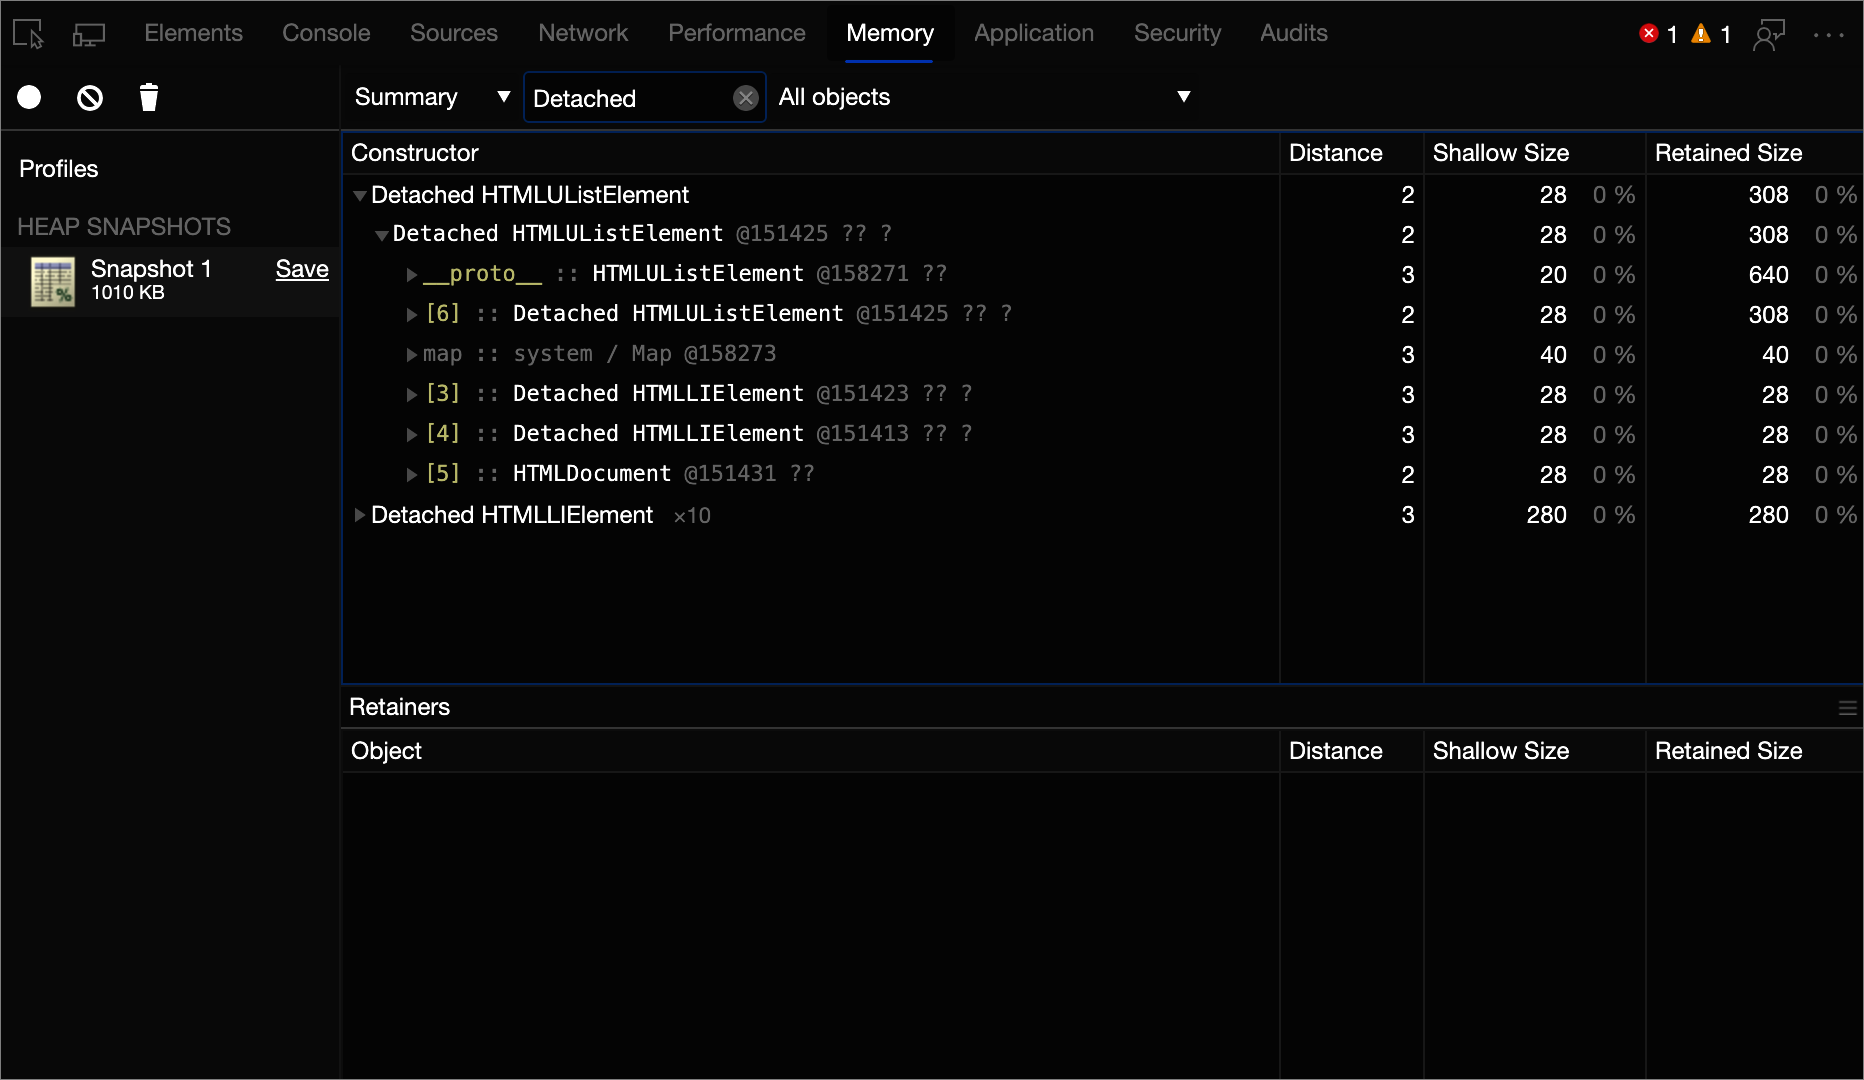 Elements Console Sources Network Performance Memory Application Security Audits 1 1
Summary Detached All objects
Profiles
HEAP SNAPSHOTS
Snapshot 1 Save
1010 KB
Constructor Distance Shallow Size Retained Size
Detached HTMLUListElement 2 28 0 % 308 0 %
Detached HTMLUListElement @151425 ?? ? 2 28 0 % 308 0 %
__proto__ :: HTMLUListElement @158271 ?? 3 20 0 % 640 0 %
[6] :: Detached HTMLUListElement @151425 ?? ? 2 28 0 % 308 0 %
map :: system / Map @158273 3 40 0 % 40 0 %
[3] :: Detached HTMLLIElement @151423 ?? ? 3 28 0 % 28 0 %
[4] :: Detached HTMLLIElement @151413 ?? ? 3 28 0 % 28 0 %
[5] :: HTMLDocument @151431 ?? 2 28 0 % 28 0 %
Detached HTMLLIElement ×10 3 280 0 % 280 0 %
Retainers
Object Distance Shallow Size Retained Size